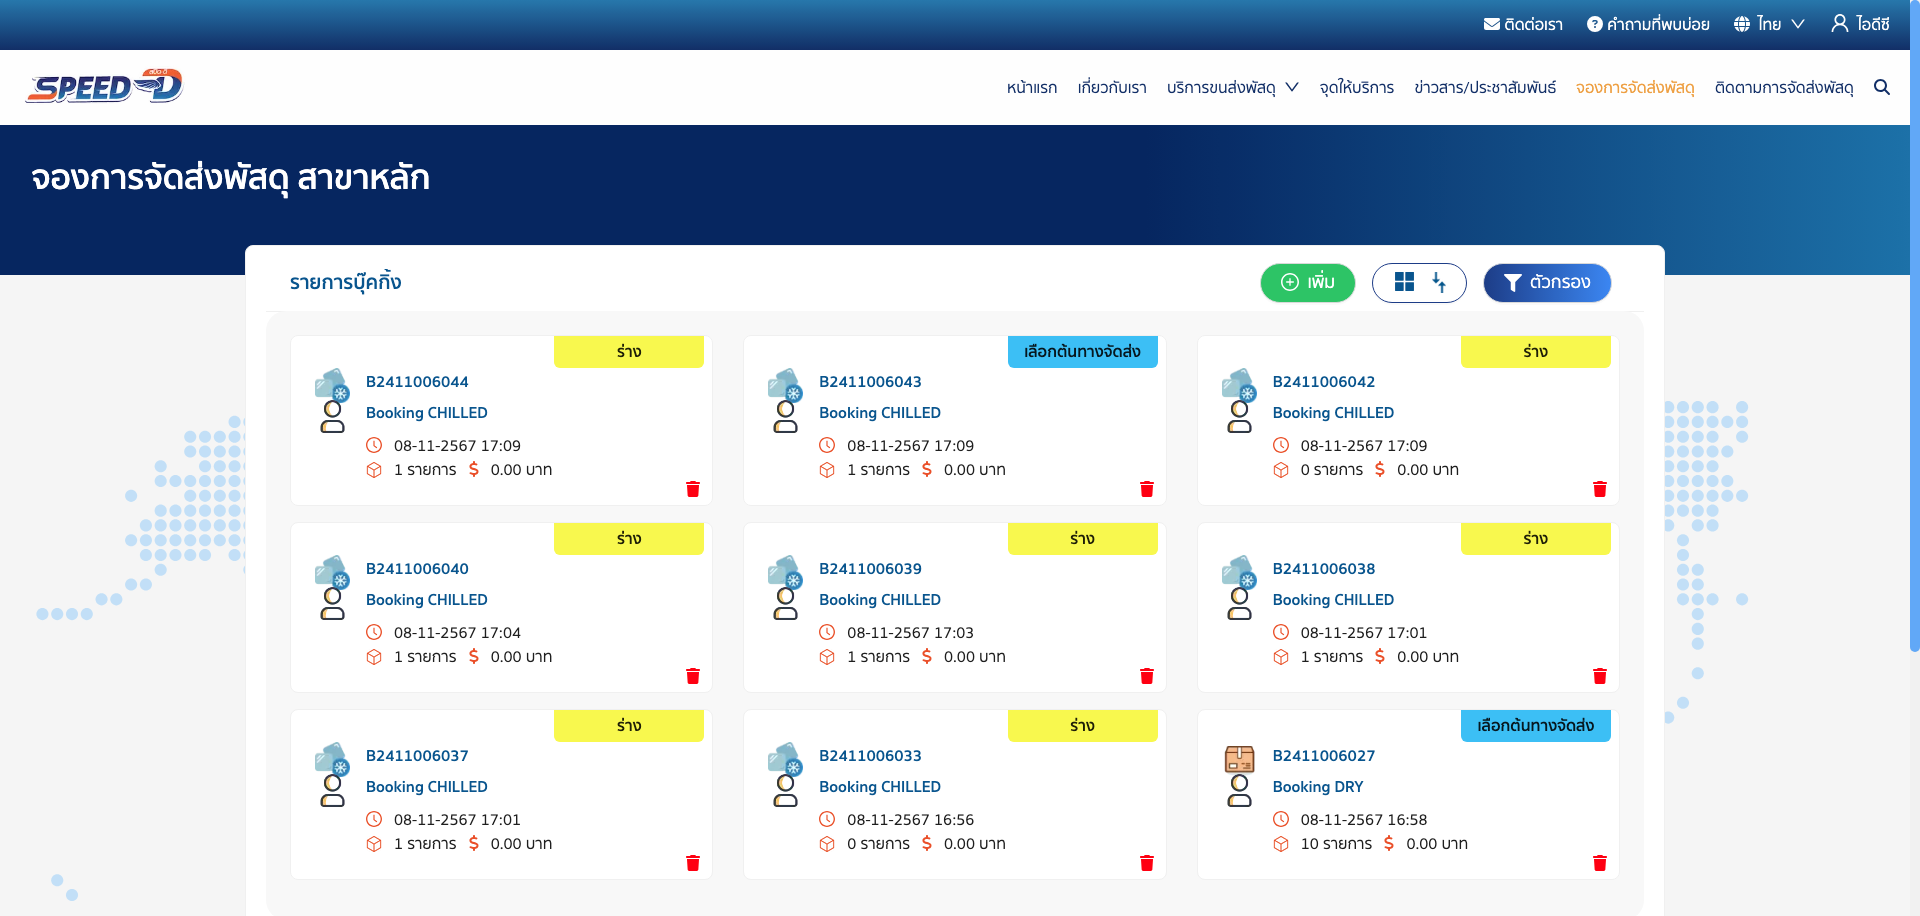 ติดต่อเรา คำถามที่พบบ่อย ไทย ไอดีซี
SPEED-D
หน้าแรก เกี่ยวกับเรา บริการขนส่งพัสดุ จุดให้บริการ ข่าวสาร/ประชาสัมพันธ์ จองการจัดส่งพัสดุ ติดตามการจัดส่งพัสดุ
จองการจัดส่งพัสดุ สาขาหลัก
รายการบุ๊คกิ้ง เพิ่ม ตัวกรอง
ร่าง
B2411006044
Booking CHILLED
08-11-2567 17:09
1 รายการ $ 0.00 บาท
เลือกต้นทางจัดส่ง
B2411006043
Booking CHILLED
08-11-2567 17:09
1 รายการ $ 0.00 บาท
ร่าง
B2411006042
Booking CHILLED
08-11-2567 17:09
0 รายการ $ 0.00 บาท
ร่าง
B2411006040
Booking CHILLED
08-11-2567 17:04
1 รายการ $ 0.00 บาท
ร่าง
B2411006039
Booking CHILLED
08-11-2567 17:03
1 รายการ $ 0.00 บาท
ร่าง
B2411006038
Booking CHILLED
08-11-2567 17:01
1 รายการ $ 0.00 บาท
ร่าง
B2411006037
Booking CHILLED
08-11-2567 17:01
1 รายการ $ 0.00 บาท
ร่าง
B2411006033
Booking CHILLED
08-11-2567 16:56
0 รายการ $ 0.00 บาท
เลือกต้นทางจัดส่ง
B2411006027
Booking DRY
08-11-2567 16:58
10 รายการ $ 0.00 บาท